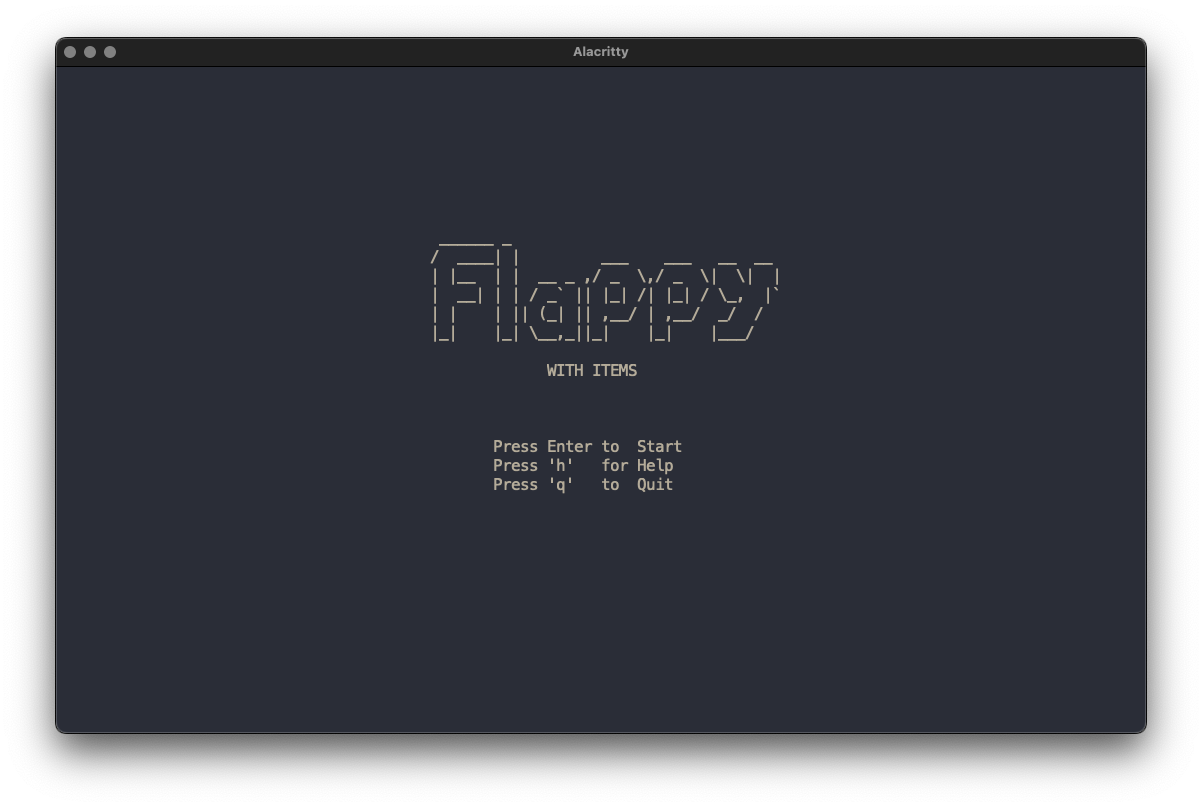 Alacritty
Flappy
WITH ITEMS
Press Enter to  Start
Press 'h'   for Help
Press 'q'   to  Quit